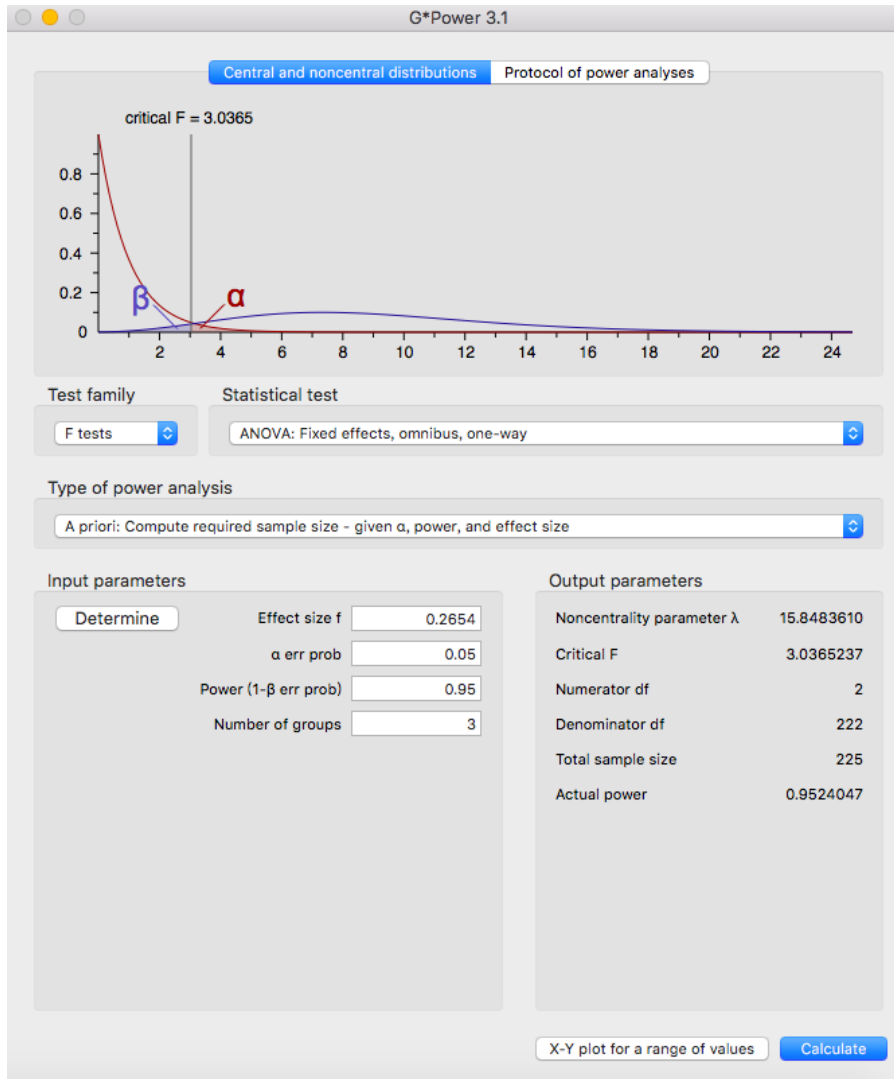 G*Power 3.1
Central and noncentral distributions Protocol of power analyses
critical F = 3.0365
0.8
0.6
0.4
0.2
0
β α
2 4 6 8 10 12 14 16 18 20 22 24
Test family Statistical test
F tests ANOVA: Fixed effects, omnibus, one-way
Type of power analysis
A priori: Compute required sample size - given α, power, and effect size
Input parameters Output parameters
Determine Effect size f 0.2654 Noncentrality parameter λ 15.8483610
α err prob 0.05 Critical F 3.0365237
Power (1-β err prob) 0.95 Numerator df 2
Number of groups 3 Denominator df 222
Total sample size 225
Actual power 0.9524047
X-Y plot for a range of values Calculate